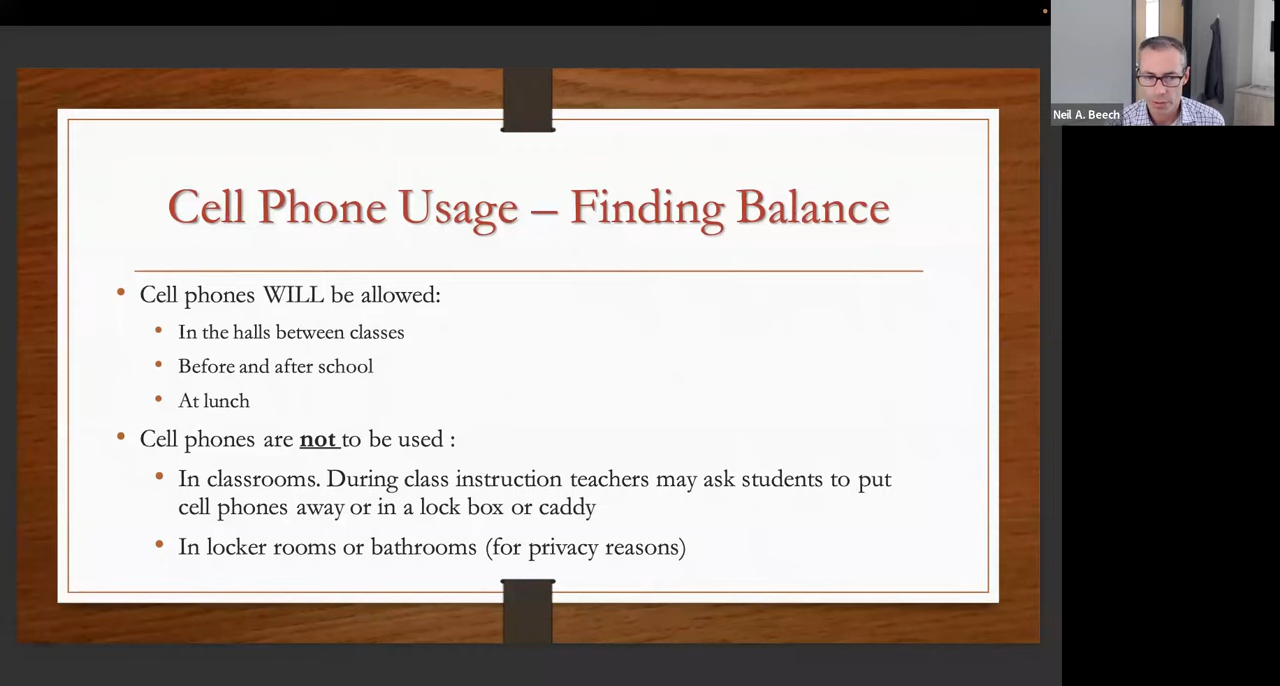 Cell Phone Usage – Finding Balance
Cell phones WILL be allowed:
In the halls between classes
Before and after school
At lunch
Cell phones are not to be used :
In classrooms. During class instruction teachers may ask students to put
cell phones away or in a lock box or caddy
In locker rooms or bathrooms (for privacy reasons)
Neil A. Beech